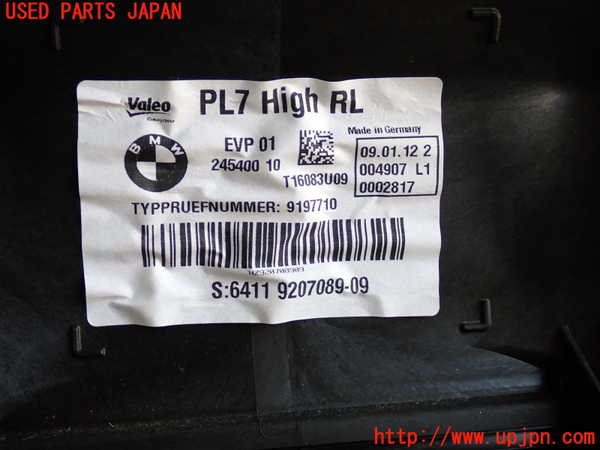 USED PARTS JAPAN
Valeo
PL7 High RL
BMW
EVP 01
245400 10
T16083U09
Made in Germany
09.01.12 2
004907 L1
0002817
TYPPRUEFNUMMER: 9197710
S:6411 9207089-09
http://www.upjpn.com/